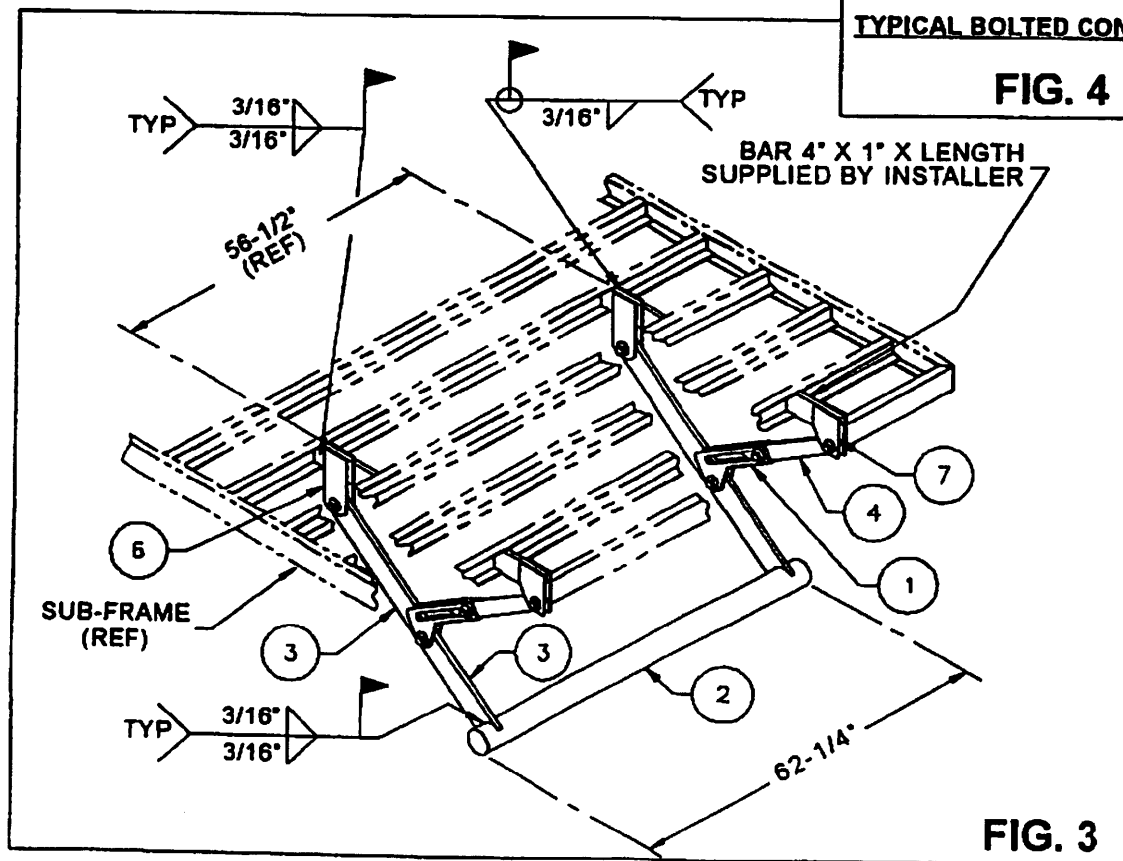 TYPICAL BOLTED CON
FIG. 4
TYP
3/16"
3/16"
3/16"
TYP
BAR 4" X 1" X LENGTH
SUPPLIED BY INSTALLER
56-1/2"
(REF)
7
4
1
SUB-FRAME
(REF)
3
3
2
TYP
3/16"
3/16"
62-1/4"
FIG. 3